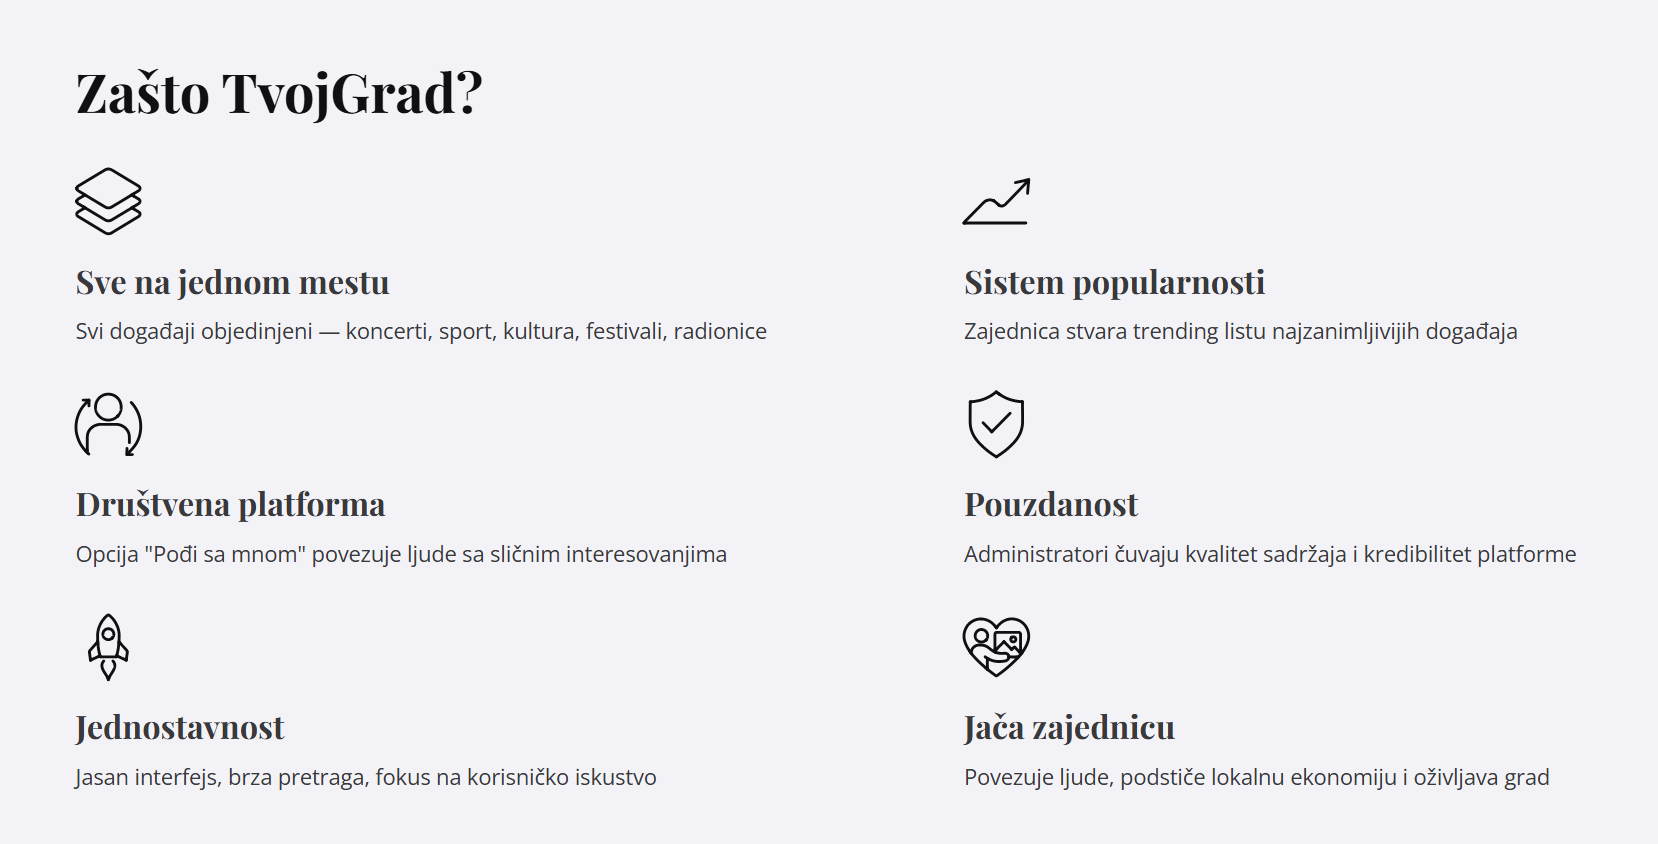 Zašto TvojGrad?
Sve na jednom mestu
Svi događaji objedinjeni — koncerti, sport, kultura, festivali, radionice
Sistem popularnosti
Zajednica stvara trending listu najzanimljivijih događaja
Društvena platforma
Opcija "Pođi sa mnom" povezuje ljude sa sličnim interesovanjima
Pouzdanost
Administratori čuvaju kvalitet sadržaja i kredibilitet platforme
Jednostavnost
Jasan interfejs, brza pretraga, fokus na korisničko iskustvo
Jača zajednicu
Povezuje ljude, podstiče lokalnu ekonomiju i oživljava grad